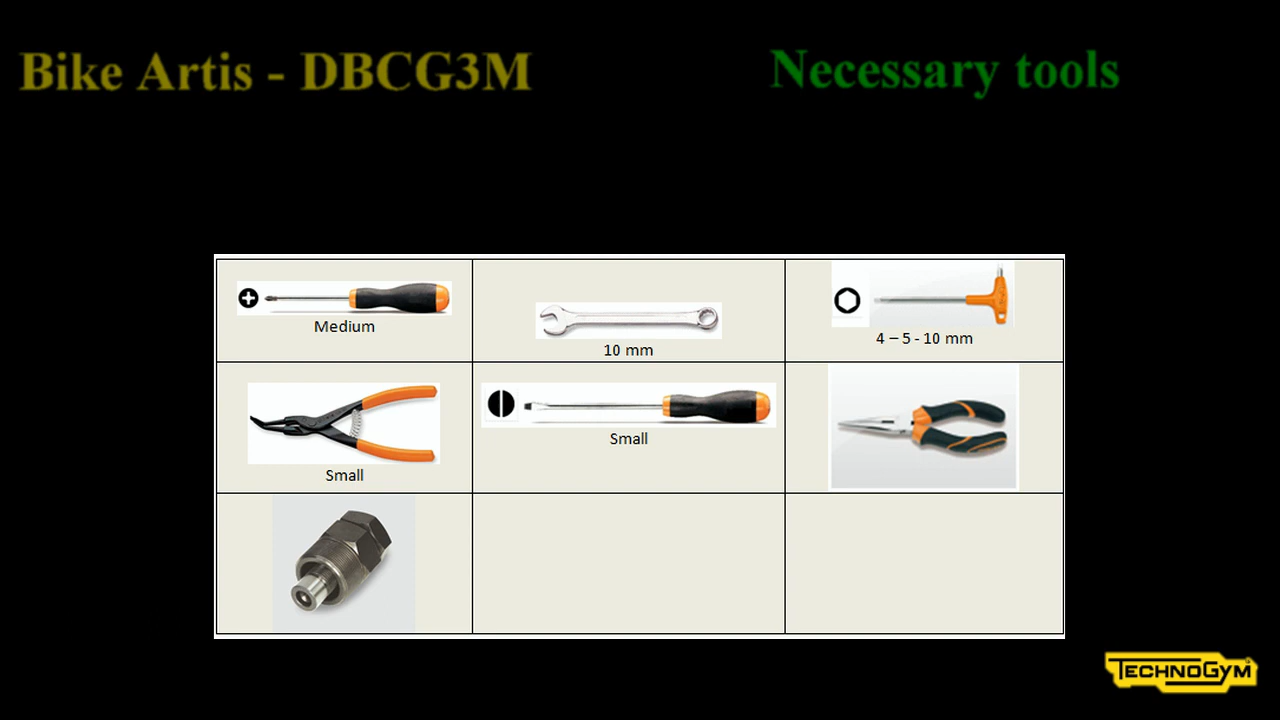 Bike Artis - DBCG3M
Necessary tools
Medium
10 mm
4 – 5 - 10 mm
Small
Small
TECHNOGYM